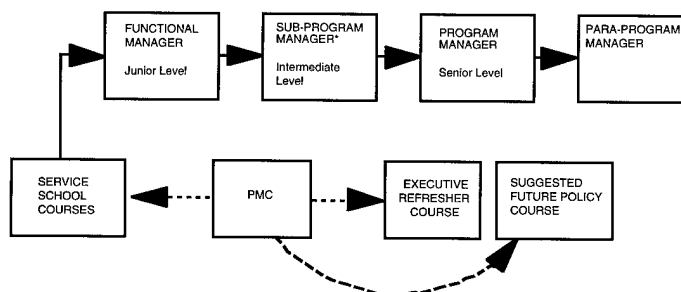 FUNCTIONAL
MANAGER
Junior Level
SUB-PROGRAM
MANAGER*
Intermediate
Level
PROGRAM
MANAGER
Senior Level
PARA-PROGRAM
MANAGER
SERVICE
SCHOOL
COURSES
PMC
EXECUTIVE
REFRESHER
COURSE
SUGGESTED
FUTURE POLICY
COURSE